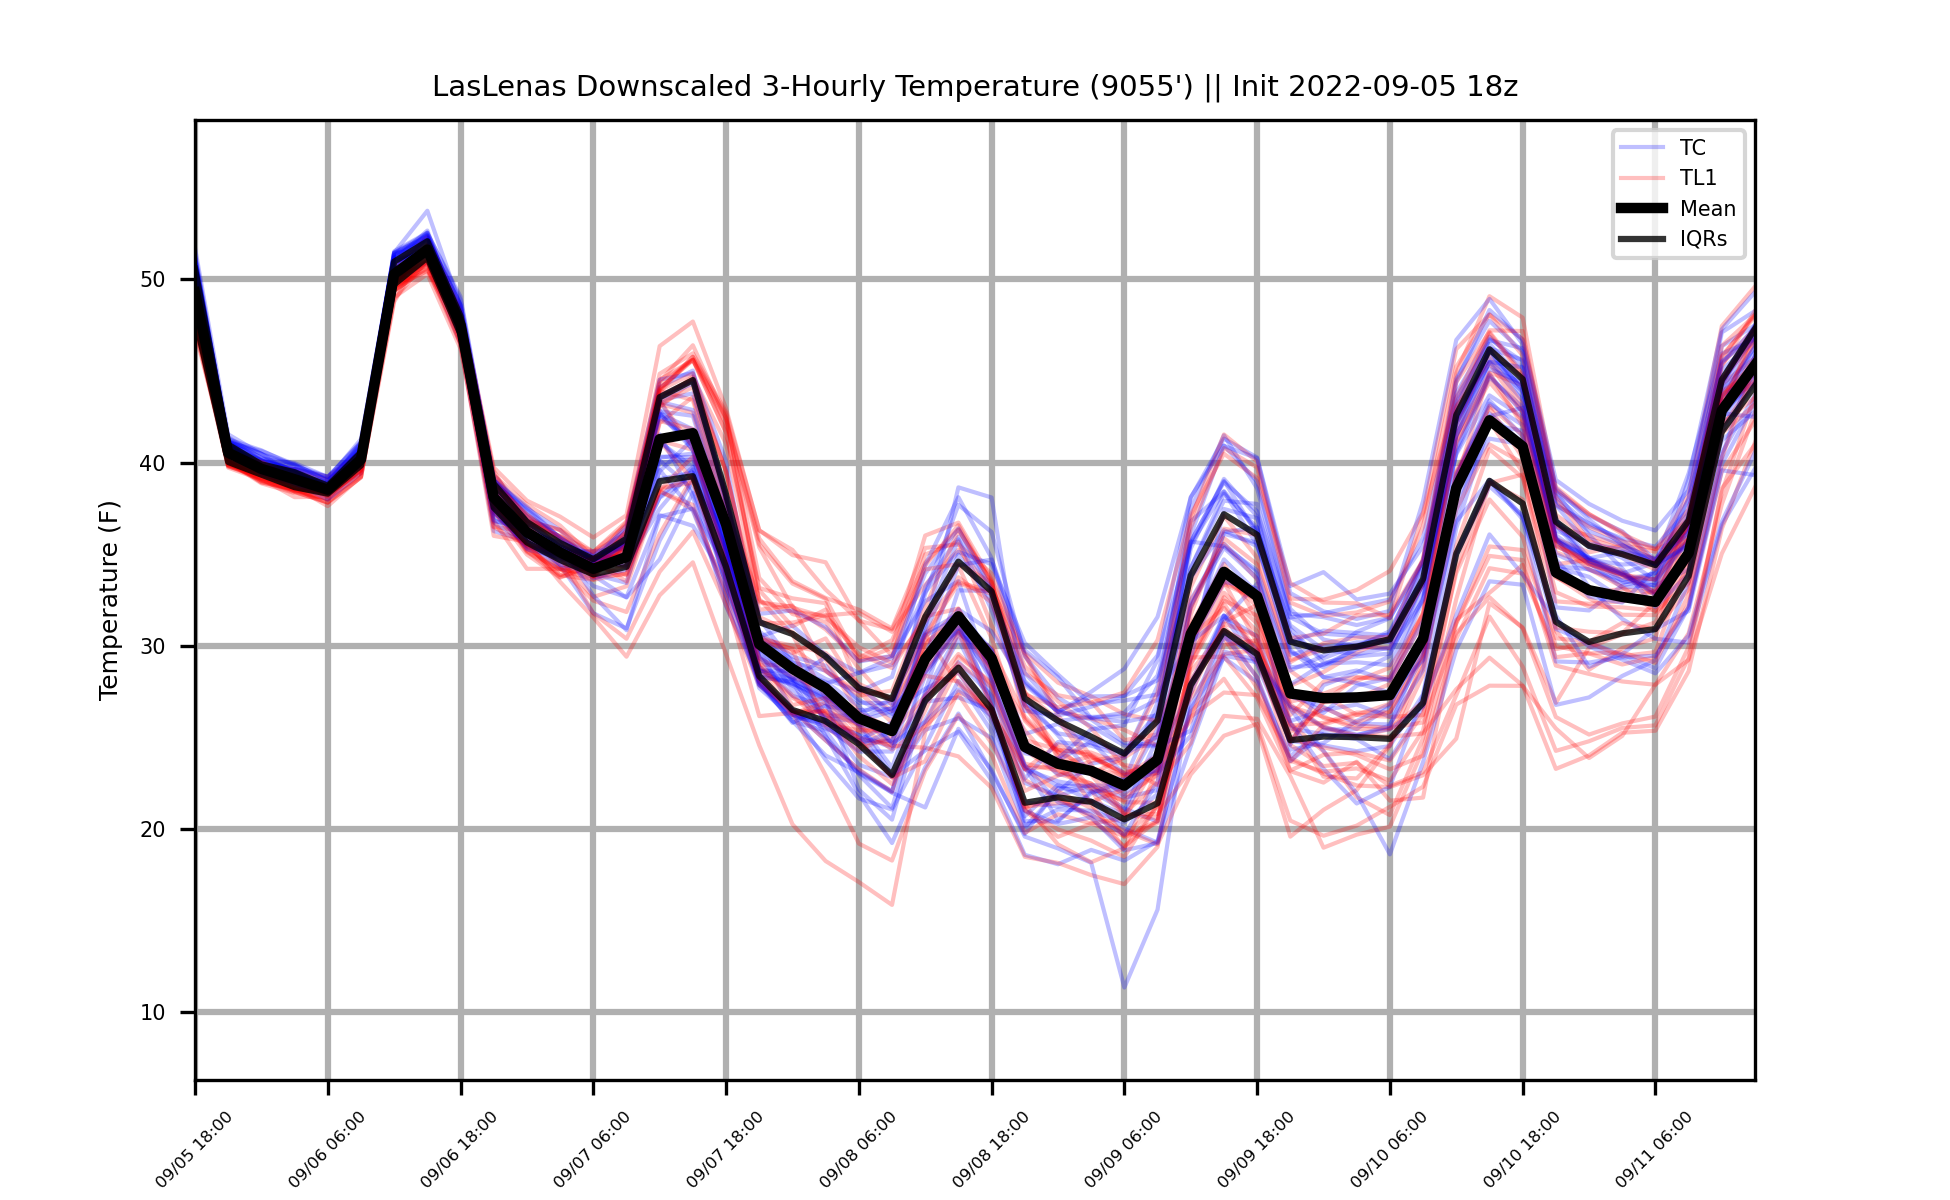 LasLenas Downscaled 3-Hourly Temperature (9055') || Init 2022-09-05 18z
TC
TL1
Mean
IQRs
Temperature (F)
50
40
30
20
10
09/05 18:00
09/06 06:00
09/06 18:00
09/07 06:00
09/07 18:00
09/08 06:00
09/08 18:00
09/09 06:00
09/09 18:00
09/10 06:00
09/10 18:00
09/11 06:00